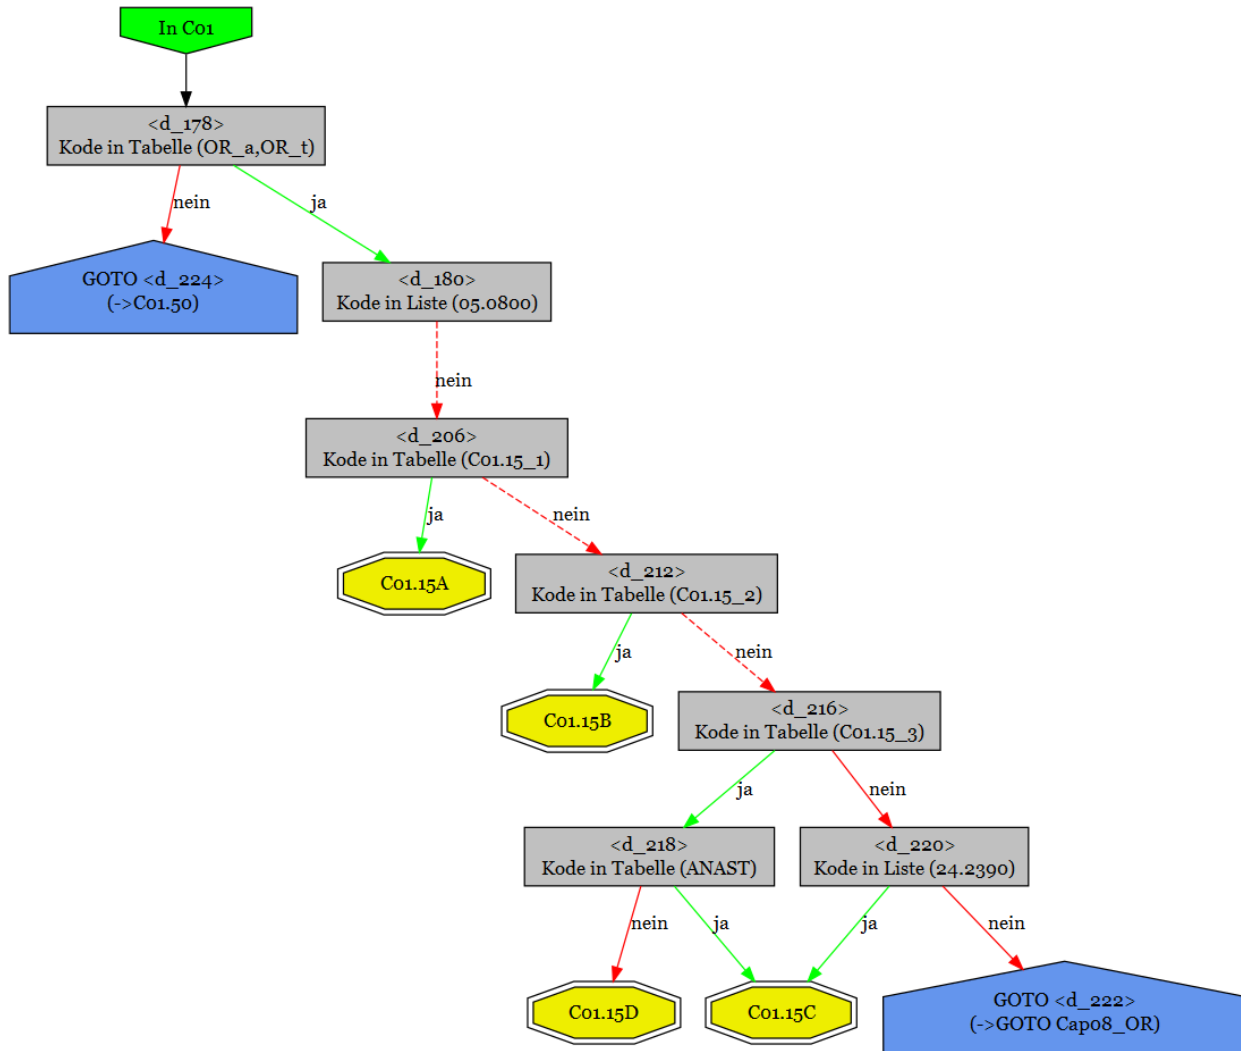 In C01
<d_178>
Kode in Tabelle (OR_a,OR_t)
nein
ja
GOTO <d_224>
(->C01.50)
<d_180>
Kode in Liste (05.0800)
nein
<d_206>
Kode in Tabelle (C01.15_1)
ja
nein
C01.15A
<d_212>
Kode in Tabelle (C01.15_2)
ja
nein
C01.15B
<d_216>
Kode in Tabelle (C01.15_3)
ja
nein
<d_218>
Kode in Tabelle (ANAST)
<d_220>
Kode in Liste (24.2390)
nein
ja
ja
nein
C01.15D
C01.15C
GOTO <d_222>
(->GOTO Cap08_OR)